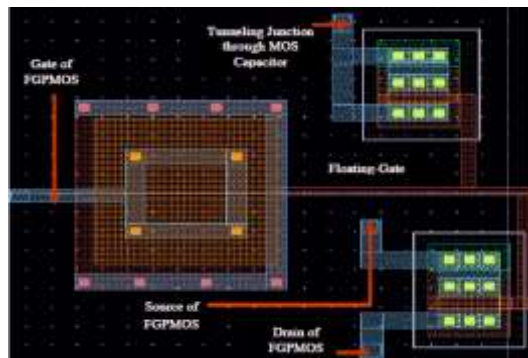 Tunneling Junction
through MOS
Capacitor
Gate of
FGPMOS
Floating-Gate
Source of
FGPMOS
Drain of
FGPMOS